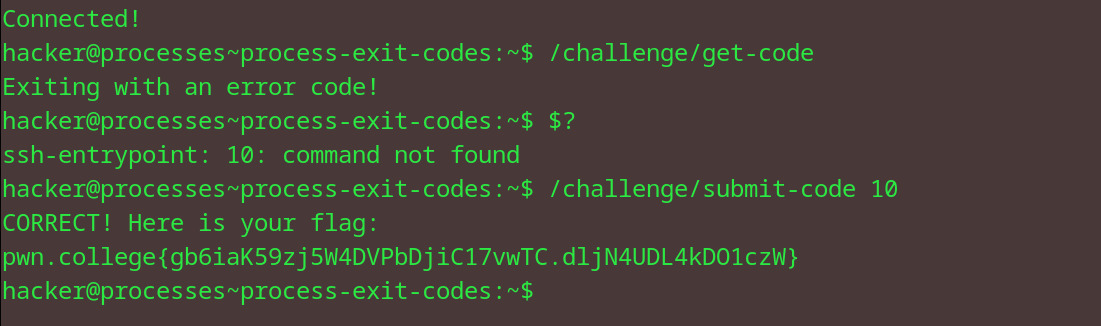 Connected!
hacker@processes~process-exit-codes:~$ /challenge/get-code
Exiting with an error code!
hacker@processes~process-exit-codes:~$ $?
ssh-entrypoint: 10: command not found
hacker@processes~process-exit-codes:~$ /challenge/submit-code 10
CORRECT! Here is your flag:
pwn.college{gb6iaK59zj5W4DVPbDjiC17vwTC.dljN4UDL4kDO1czW}
hacker@processes~process-exit-codes:~$